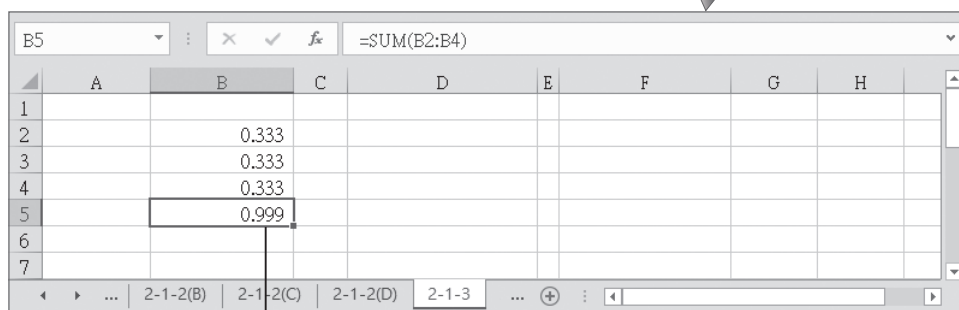 B5 fx =SUM(B2:B4)
A B C D E F G H
1
2 0.333
3 0.333
4 0.333
5 0.999
6
7
... 2-1-2(B) 2-1-2(C) 2-1-2(D) 2-1-3 ...